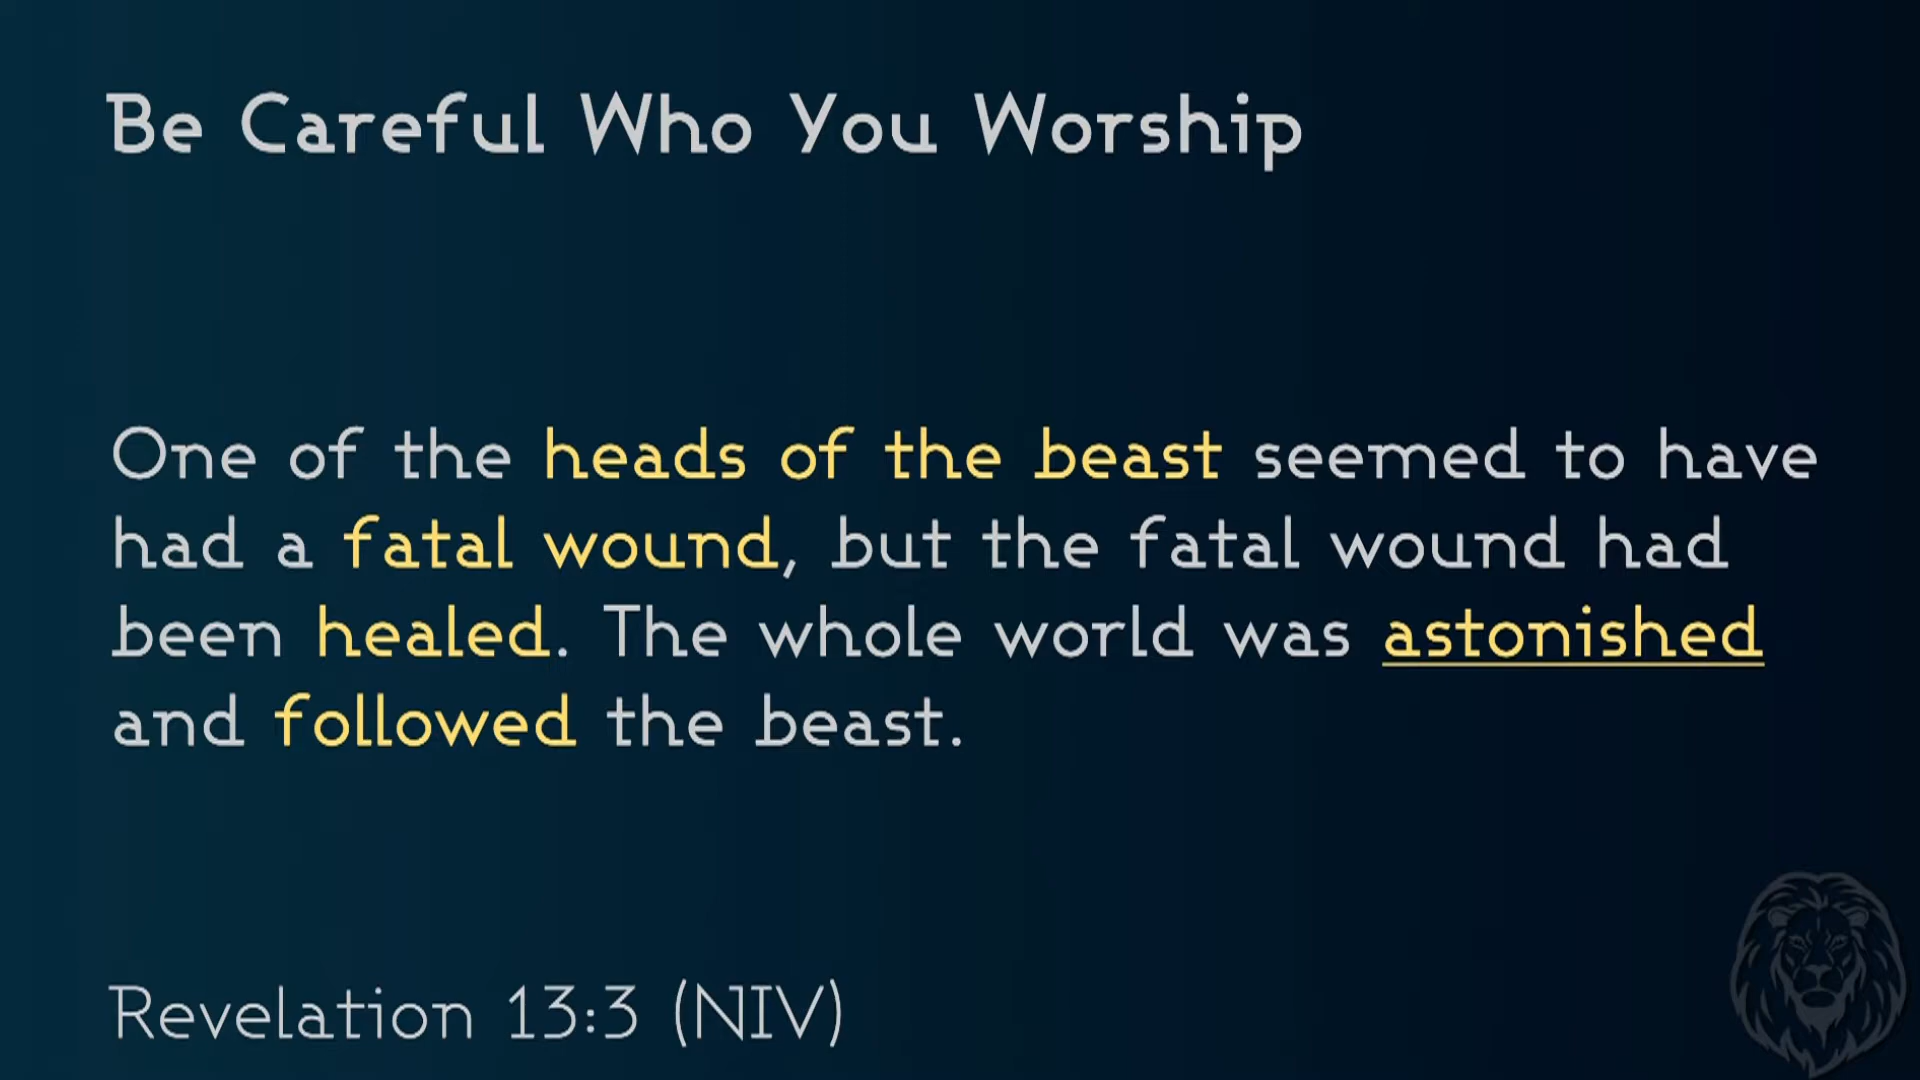 Be Careful Who You Worship
One of the heads of the beast seemed to have
had a fatal wound, but the fatal wound had
been healed. The whole world was astonished
and followed the beast.
Revelation 13:3 (NIV)